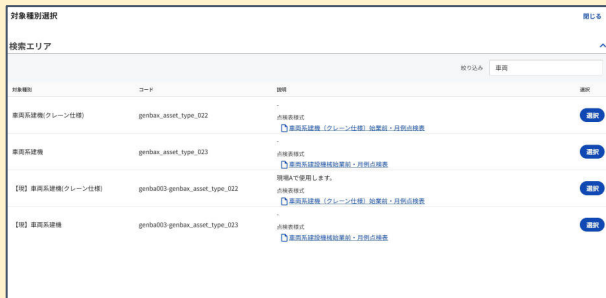 対象種別選択 閉じる
検索エリア
絞り込み 車両
対象種別 コード 説明 選択
車両系建機(クレーン仕様) genbax_asset_type_022 - 選択
点検表様式
車両系建機（クレーン仕様）始業前・月例点検表
車両系建機 genbax_asset_type_023 - 選択
点検表様式
車両系建設機械始業前・月例点検表
【現】車両系建機(クレーン仕様) genba003-genbax_asset_type_022 現場Aで使用します。 選択
点検表様式
車両系建機（クレーン仕様）始業前・月例点検表
【現】車両系建機 genba003-genbax_asset_type_023 - 選択
点検表様式
車両系建設機械始業前・月例点検表